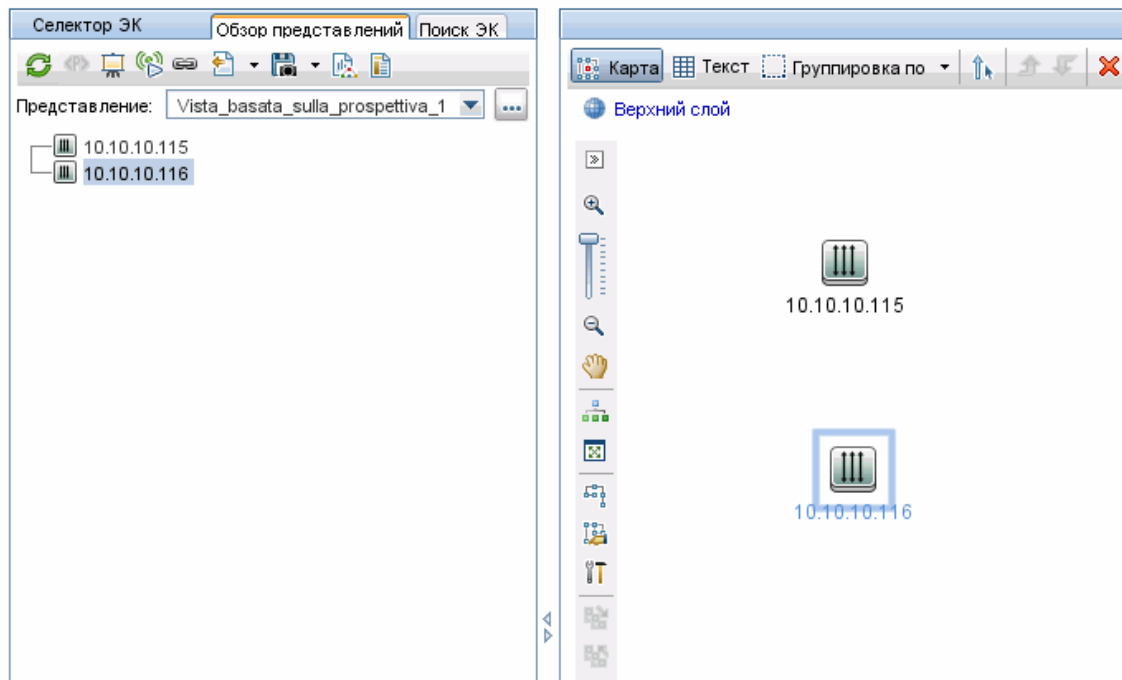 Селектор ЭК
Обзор представлений
Поиск ЭК
Представление: Vista_basata_sulla_prospettiva_1 ...
10.10.10.115
10.10.10.116
Карта Текст Группировка по
Верхний слой
10.10.10.115
10.10.10.116